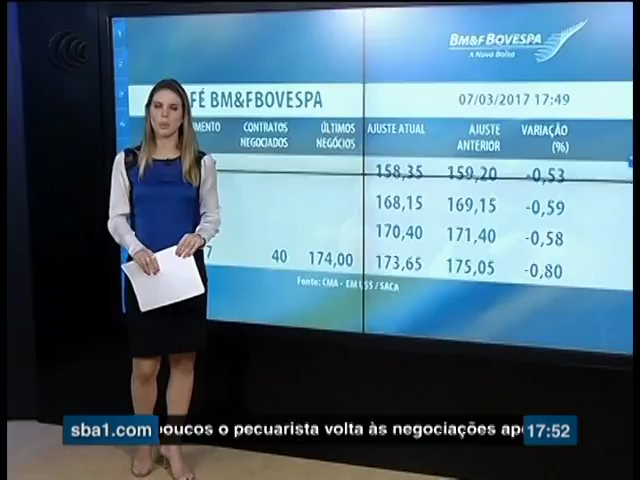 BM&F BOVESPA
A Nova Bolsa
FÉ BM&FBOVESPA
07/03/2017 17:49
MENTO CONTRATOS NEGOCIADOS ÚLTIMOS NEGÓCIOS AJUSTE ATUAL AJUSTE ANTERIOR VARIAÇÃO (%)
158,35 159,20 -0,53
168,15 169,15 -0,59
170,40 171,40 -0,58
7 40 174,00 173,65 175,05 -0,80
Fonte: CMA - EM US$ / SACA
sba1.com poucos o pecuarista volta às negociações ap 17:52